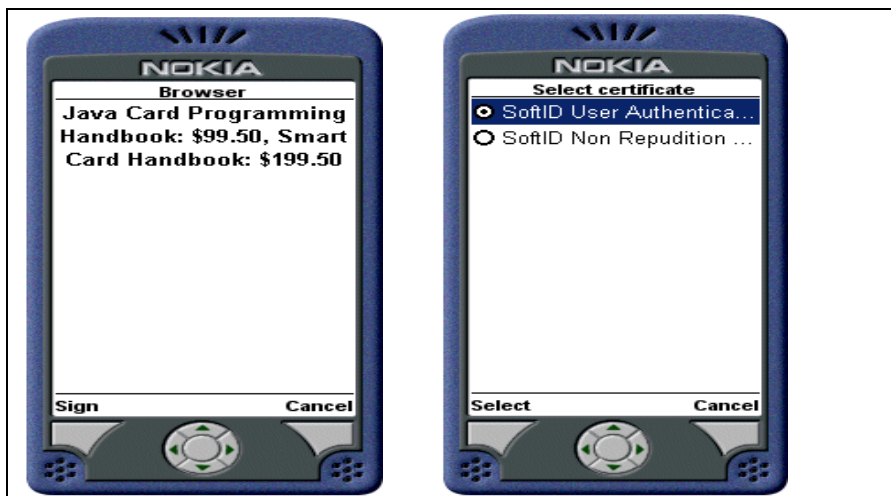 NOKIA
Browser
Java Card Programming
Handbook: $99.50, Smart
Card Handbook: $199.50
Sign Cancel
NOKIA
Select certificate
SoftID User Authentica...
SoftID Non Repudition ...
Select Cancel